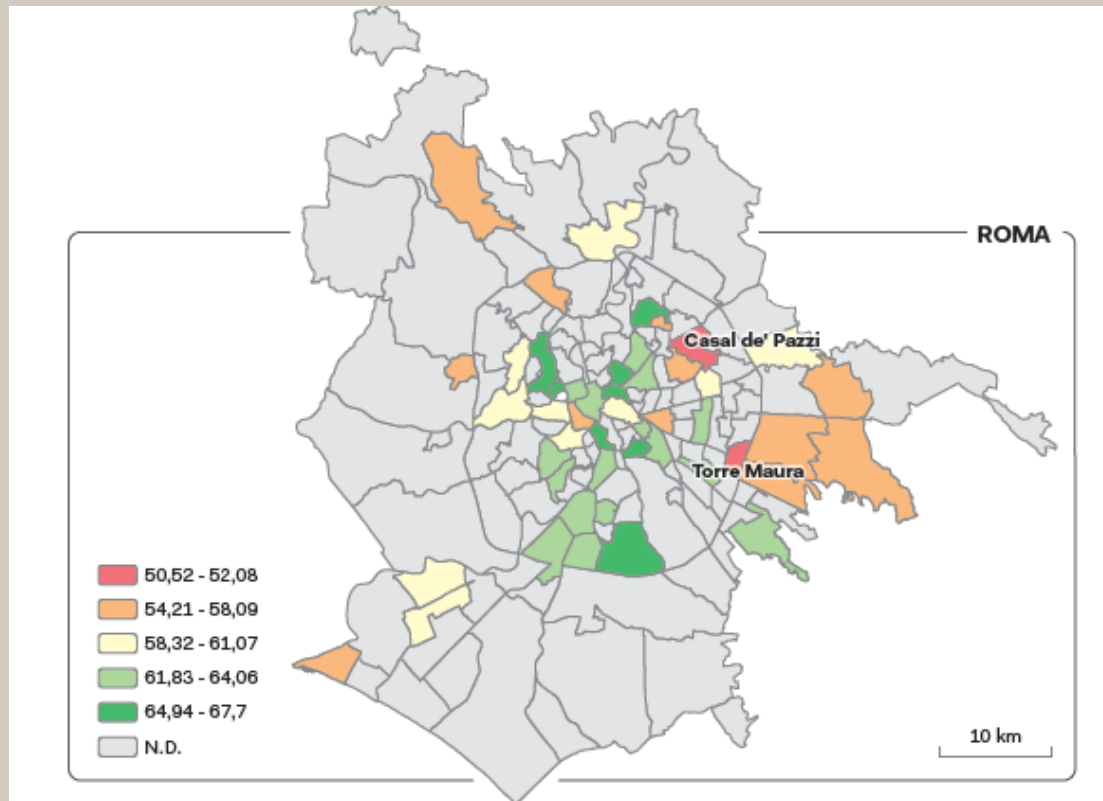 ROMA
Casal de' Pazzi
Torre Maura
50,52 - 52,08
54,21 - 58,09
58,32 - 61,07
61,83 - 64,06
64,94 - 67,7
N.D.
10 km